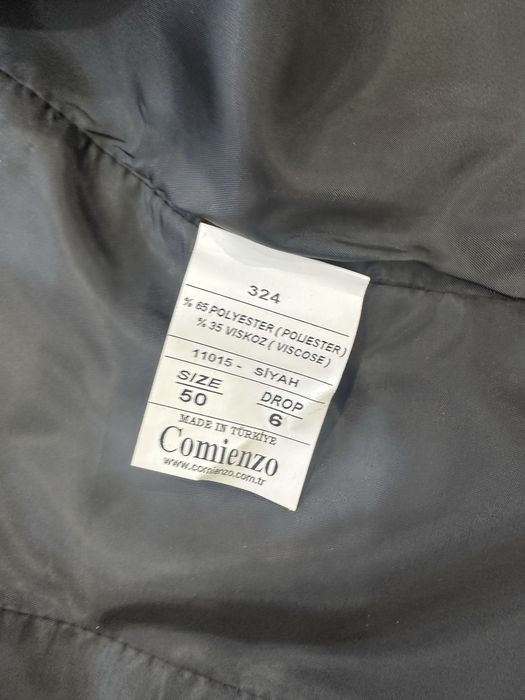 324
% 65 POLYESTER ( POLIESTER )
% 35 VISKOZ ( VISCOSE )
11015 - SİYAH
SIZE DROP
50 6
MADE IN TÜRKİYE
Comienzo
www.comienzo.com.tr